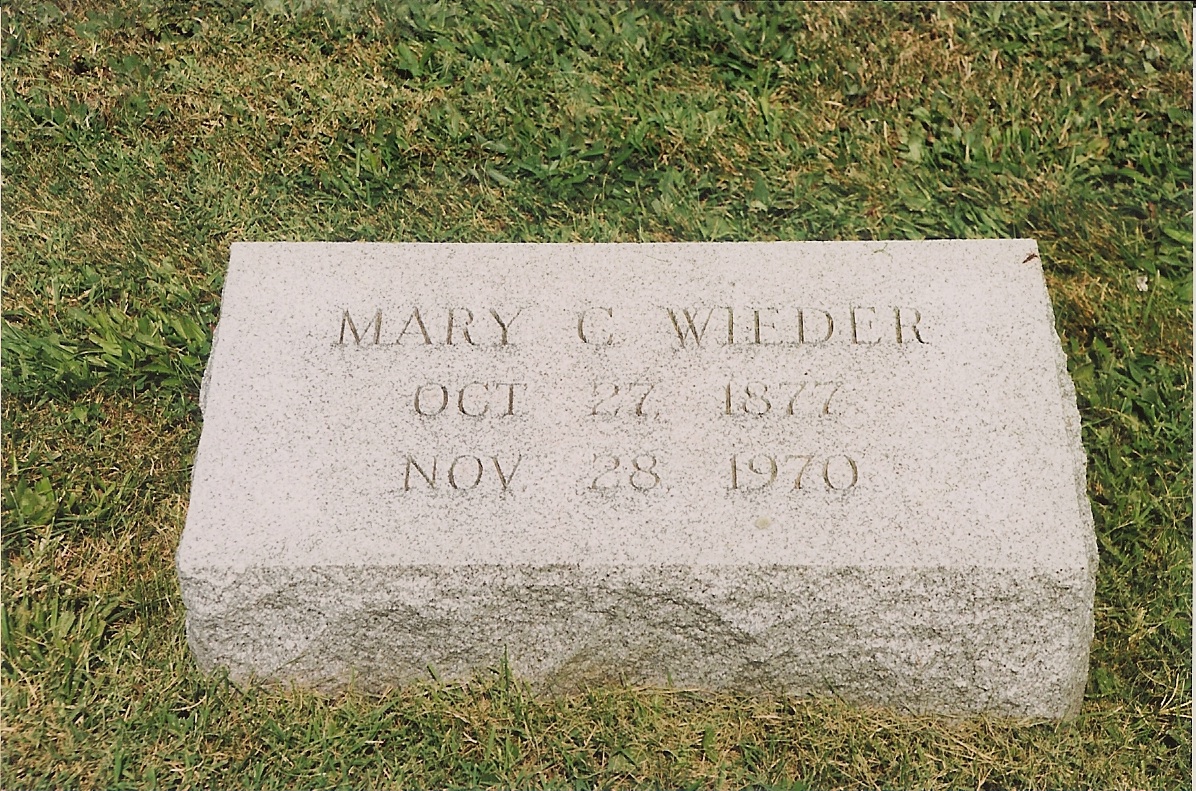 MARY C. WIEDER
OCT. 27, 1877
NOV. 28, 1970